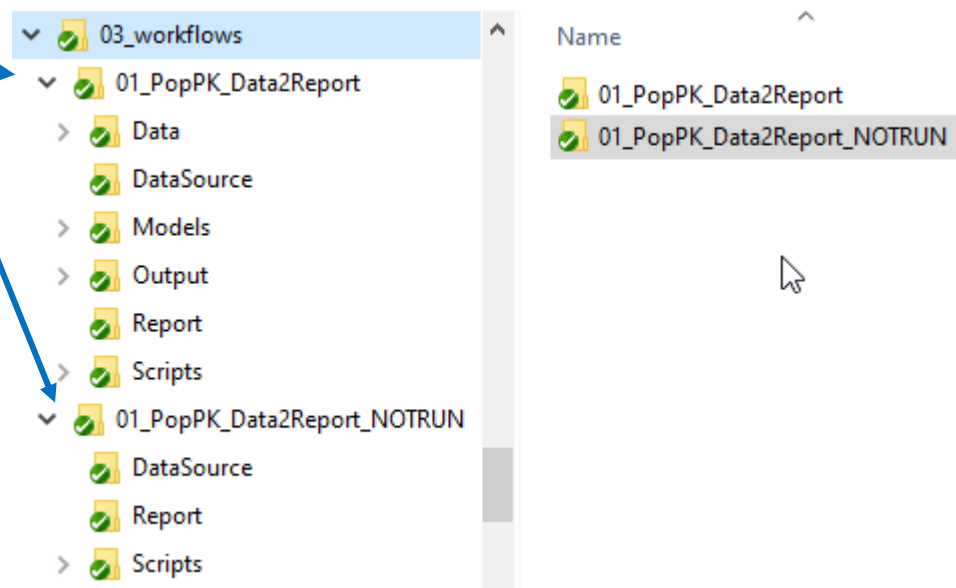 03_workflows
01_PopPK_Data2Report
Data
DataSource
Models
Output
Report
Scripts
01_PopPK_Data2Report_NOTRUN
DataSource
Report
Scripts
Name
01_PopPK_Data2Report
01_PopPK_Data2Report_NOTRUN